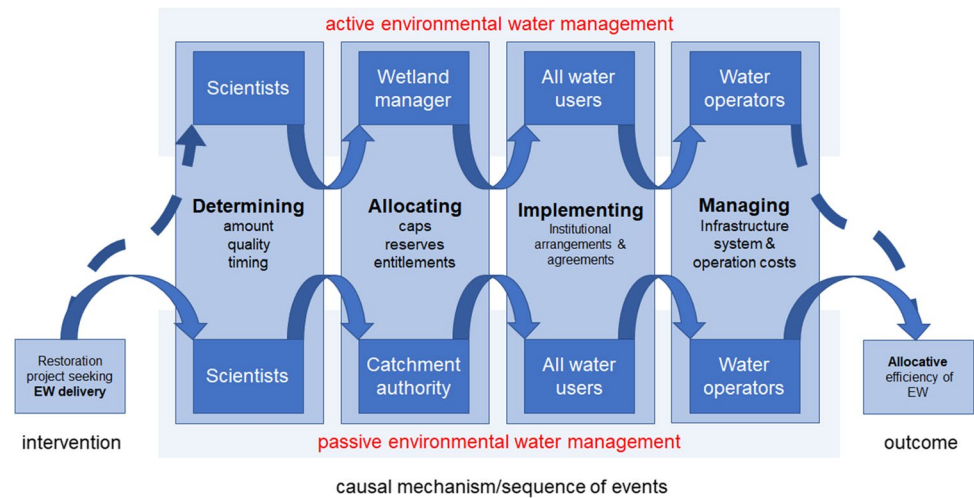 active environmental water management
Scientists
Wetland
manager
All water
users
Water
operators
Determining
amount
quality
timing
Allocating
caps
reserves
entitlements
Implementing
Institutional
arrangements &
agreements
Managing
Infrastructure
system &
operation costs
Restoration
project seeking
EW delivery
intervention
Scientists
Catchment
authority
All water
users
Water
operators
Allocative
efficiency of
EW
outcome
passive environmental water management
causal mechanism/sequence of events